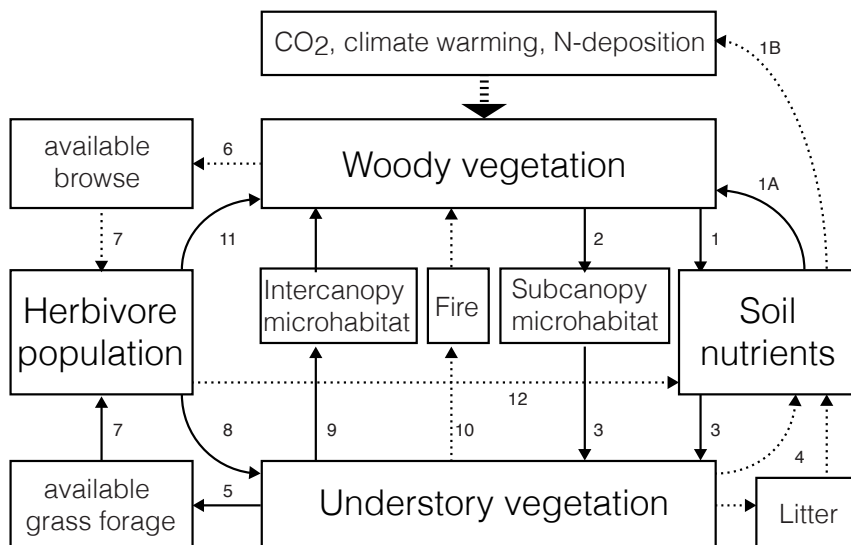 CO2, climate warming, N-deposition
1B
available
browse
6
Woody vegetation
1A
7
11
2
1
Herbivore
population
Intercanopy
microhabitat
Fire
Subcanopy
microhabitat
Soil
nutrients
12
7
8
9
10
3
3
4
available
grass forage
5
Understory vegetation
Litter